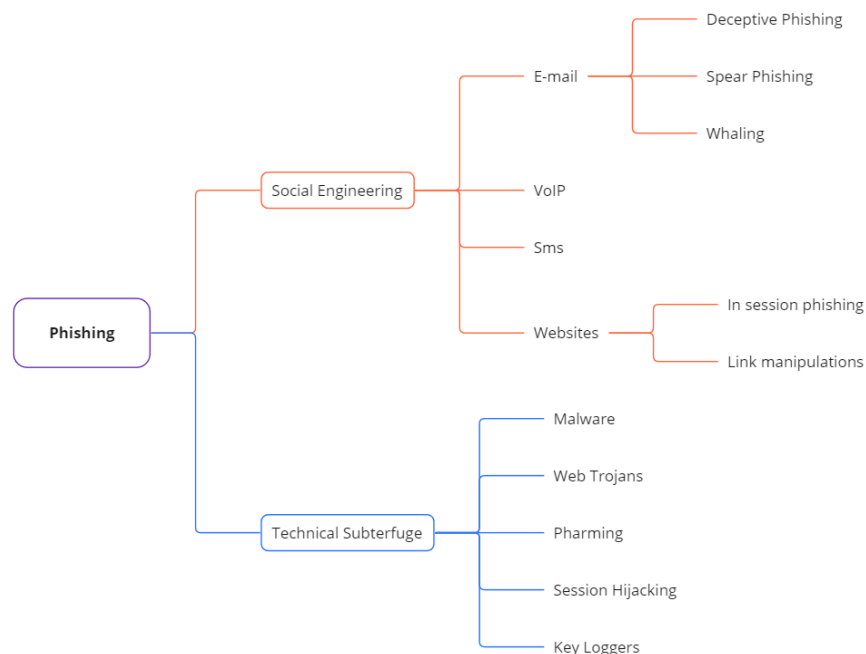 Deceptive Phishing
E-mail
Spear Phishing
Whaling
Social Engineering
VoIP
Sms
In session phishing
Phishing
Websites
Link manipulations
Malware
Web Trojans
Technical Subterfuge
Pharming
Session Hijacking
Key Loggers